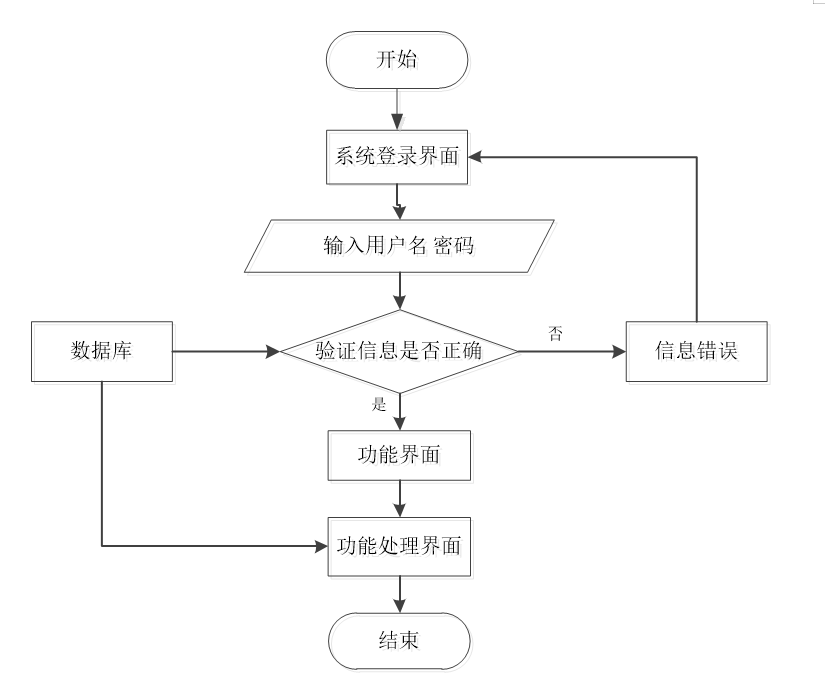 开始
系统登录界面
输入用户名 密码
数据库
验证信息是否正确
否
信息错误
是
功能界面
功能处理界面
结束